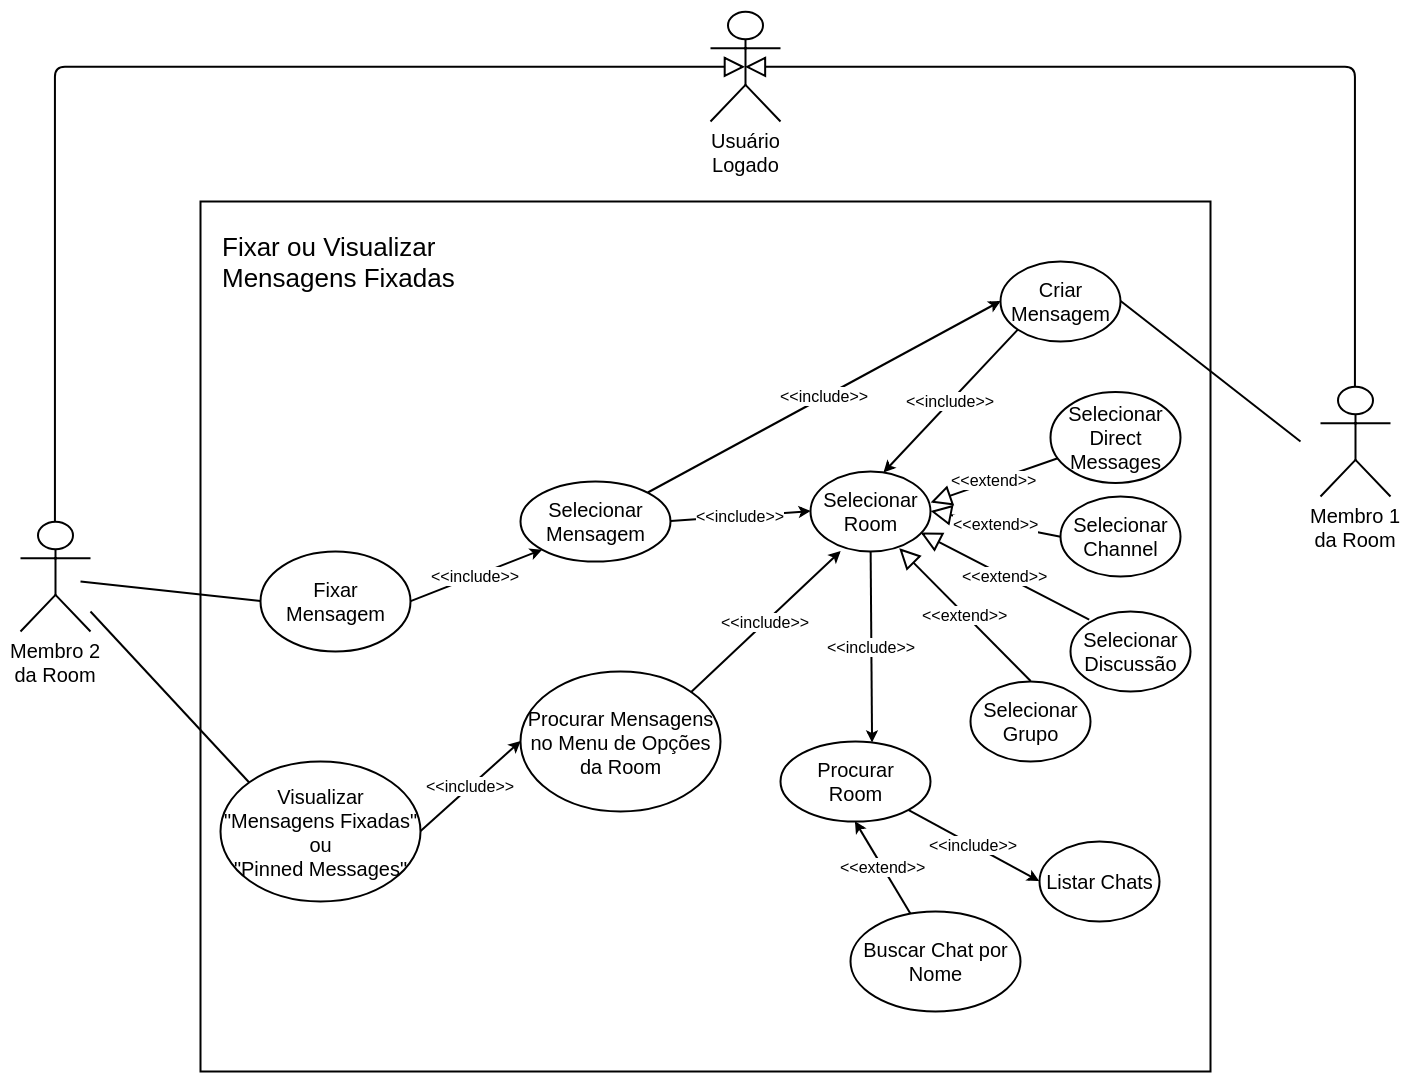 Usuário
Logado
Fixar ou Visualizar
Mensagens Fixadas
Criar
Mensagem
<<include>>
<<include>>
Selecionar
Direct
Messages
<<extend>>
Selecionar
Mensagem
<<include>>
Selecionar
Room
<<extend>>
Selecionar
Channel
Membro 1
da Room
Fixar
Mensagem
<<include>>
<<extend>>
<<include>>
<<extend>>
<<include>>
Selecionar
Discussão
Membro 2
da Room
Selecionar
Grupo
Procurar Mensagens
no Menu de Opções
da Room
<<include>>
Procurar
Room
Visualizar
"Mensagens Fixadas"
ou
"Pinned Messages"
<<include>>
<<extend>>
Listar Chats
Buscar Chat por
Nome